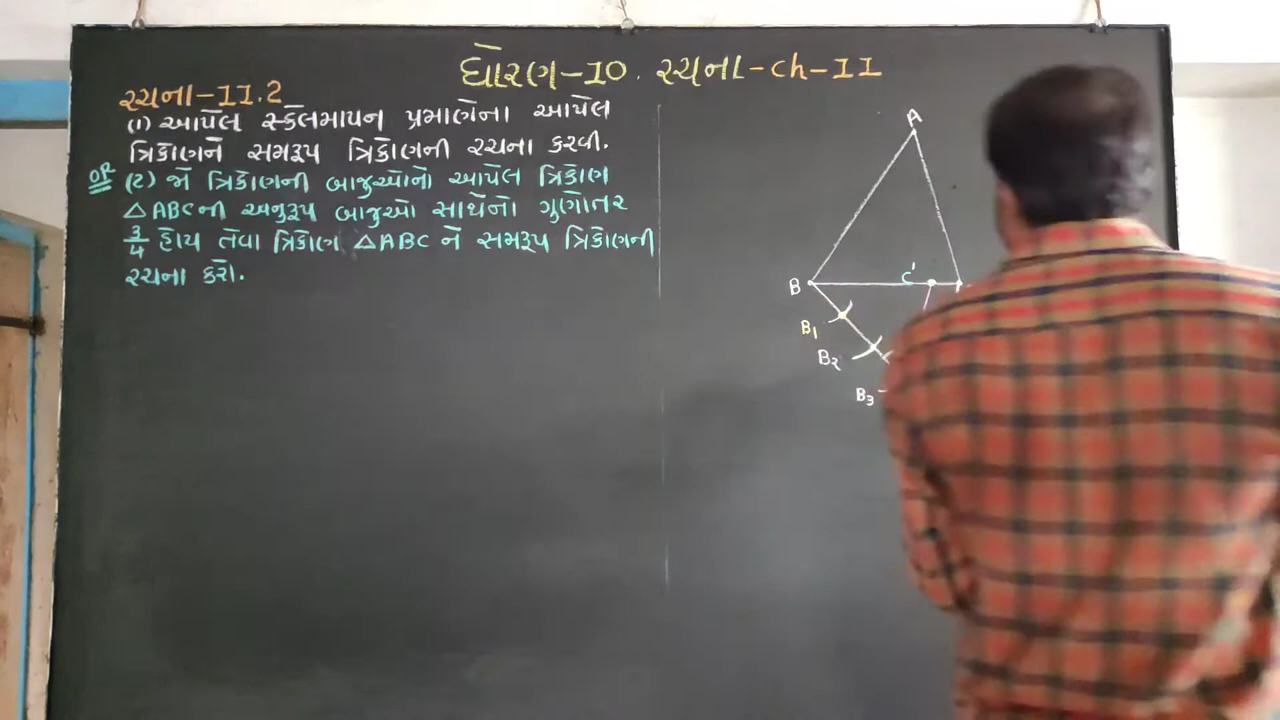 ધોરણ-10. રચના-ch-11
રચના-11.2
(1) આપેલ સ્કેલમાપન પ્રમાણેના આપેલ
ત્રિકોણને સમરૂપ ત્રિકોણની રચના કરવી.
OR (2) જો ત્રિકોણની બાજુઓનો આપેલ ત્રિકોણ
△ABCની અનુરૂપ બાજુઓ સાથેનો ગુણોતર
3/4 હોય તેવા ત્રિકોણ △ABC ને સમરૂપ ત્રિકોણની
રચના કરો.
A
B
C'
B1
B2
B3